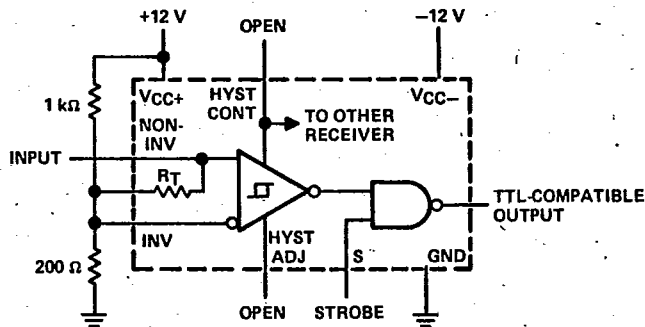 +12 V
OPEN
−12 V
1 kΩ
VCC+
HYST
CONT
VCC−
TO OTHER
RECEIVER
NON-
INV
INPUT
RT
TTL-COMPATIBLE
OUTPUT
INV
HYST
ADJ
S
GND
200 Ω
OPEN
STROBE